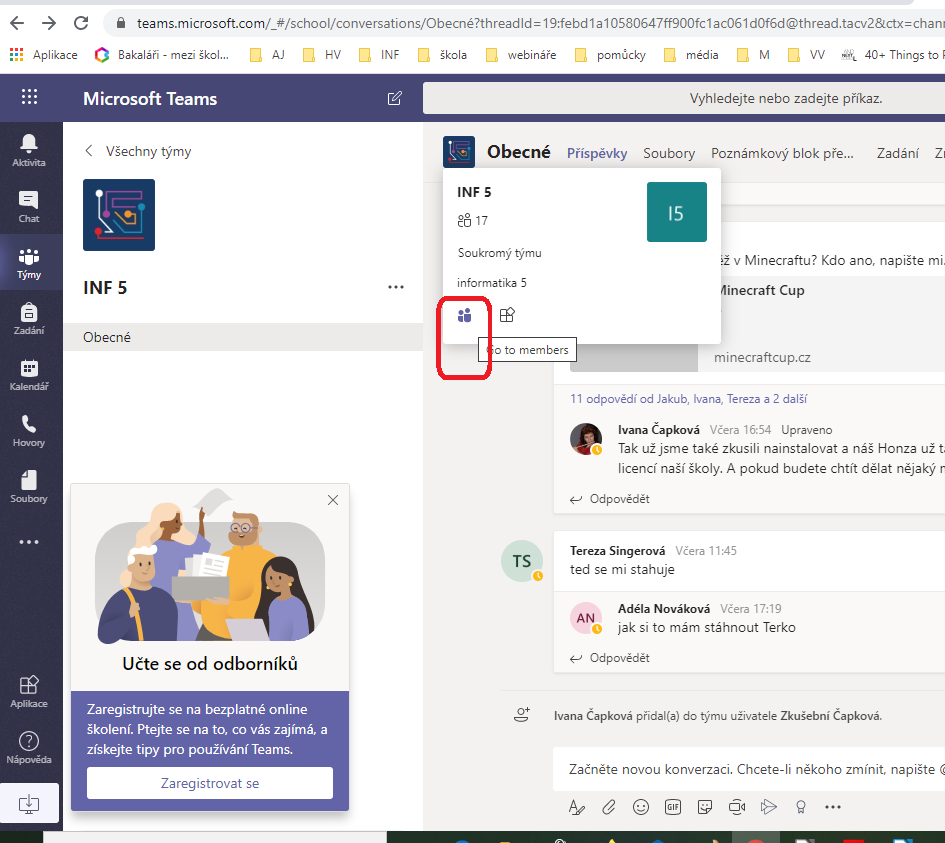 teams.microsoft.com/_#/school/conversations/Obecné?threadId=19:febd1a10580647ff900fc1ac061d0f6d@thread.tacv2&ctx=chann
Aplikace Bakaláři - mezi škol... AJ HV INF škola webináře pomůcky média M VV 40+ Things to
Microsoft Teams
Vyhledejte nebo zadejte příkaz.
Aktivita
Chat
Týmy
Zadání
Kalendář
Hovory
Soubory
Aplikace
Nápověda
Všechny týmy
INF 5
Obecné
Učte se od odborníků
Zaregistrujte se na bezplatné online
školení. Ptejte se na to, co vás zajímá, a
získejte tipy pro používání Teams.
Zaregistrovat se
Obecné Příspěvky Soubory Poznámkový blok pře... Zadání
INF 5
I5
17
Soukromý týmu
informatika 5
Go to members
v Minecraftu? Kdo ano, napište mi.
Minecraft Cup
minecraftcup.cz
11 odpovědí od Jakub, Ivana, Tereza a 2 další
Ivana Čapková Včera 16:54 Upraveno
Tak už jsme také zkusili nainstalovat a náš Honza už
licencí naší školy. A pokud budete chtít dělat nějaký
Odpovědět
TS
Tereza Singerová Včera 11:45
ted se mi stahuje
AN
Adéla Nováková Včera 17:19
jak si to mám stáhnout Terko
Odpovědět
Ivana Čapková přidal(a) do týmu uživatele Zkušební Čapková.
Začněte novou konverzaci. Chcete-li někoho zmínit, napište @
GIF